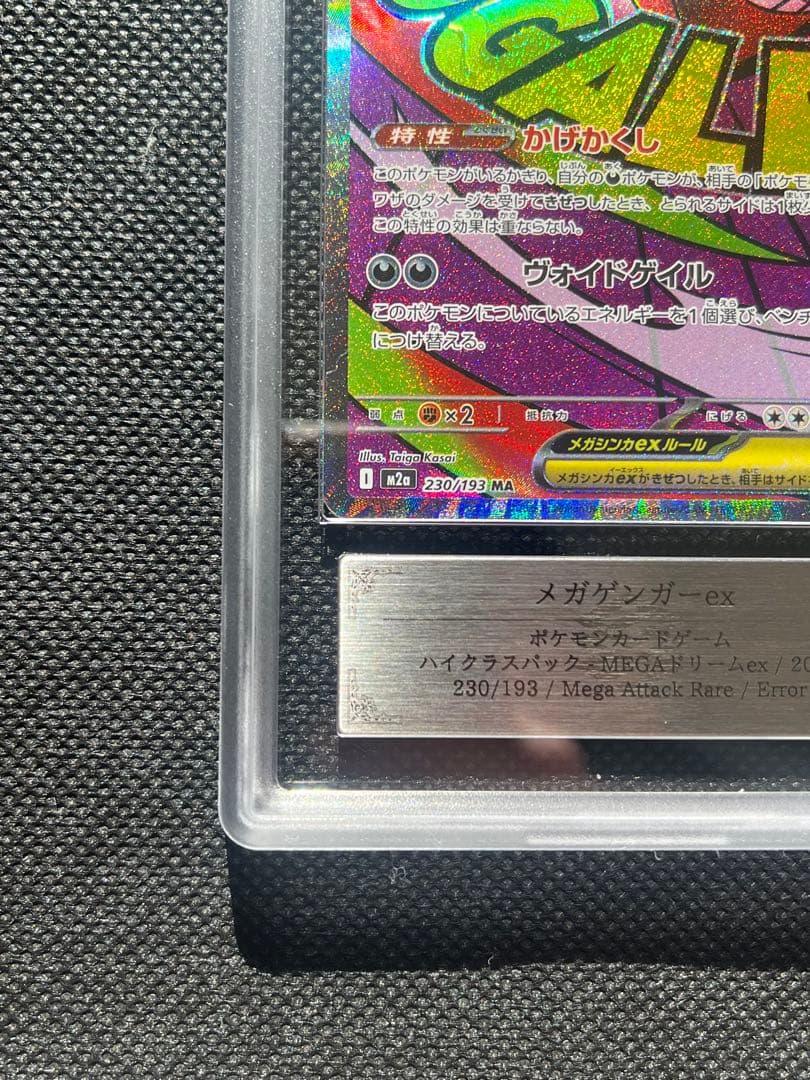 GALE
特性 かげかくし
このポケモンがいるかぎり、自分のポケモンが、相手の「ポケモ
ワザのダメージを受けてきぜつしたとき、とられるサイドは1枚
この特性の効果は重ならない。
ヴォイドゲイル
このポケモンについているエネルギーを1個選び、ベンチ
につけ替える。
弱点 ×2 抵抗力 にげる
メガシンカexルール
Illus. Taiga Kasai
メガシンカexがきぜつしたとき、相手はサイド
I m2a 230/193 MA
メガゲンガーex
ポケモンカードゲーム
ハイクラスパック - MEGAドリームex / 20
230/193 / Mega Attack Rare / Error